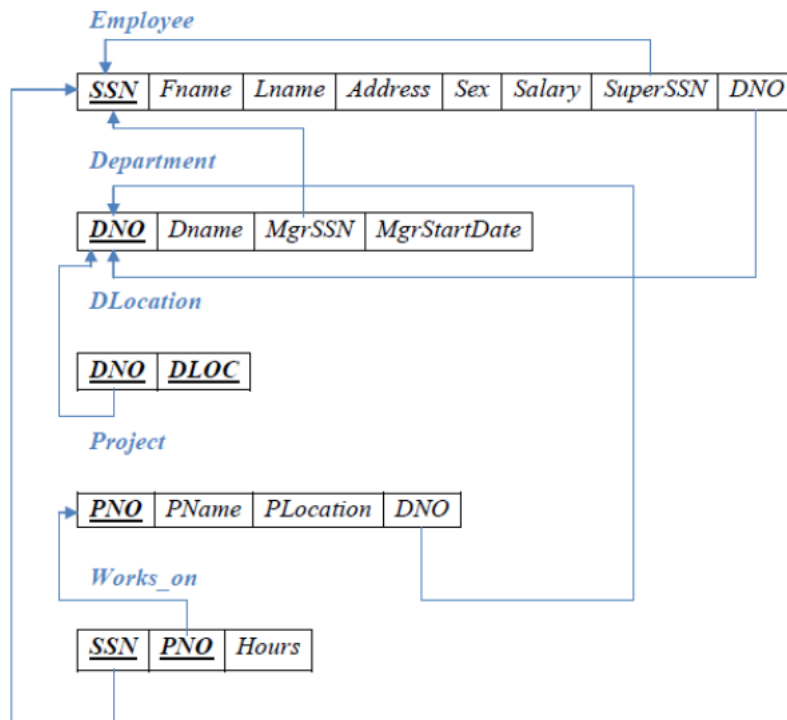 Employee
SSN Fname Lname Address Sex Salary SuperSSN DNO
Department
DNO Dname MgrSSN MgrStartDate
DLocation
DNO DLOC
Project
PNO PName PLocation DNO
Works_on
SSN PNO Hours